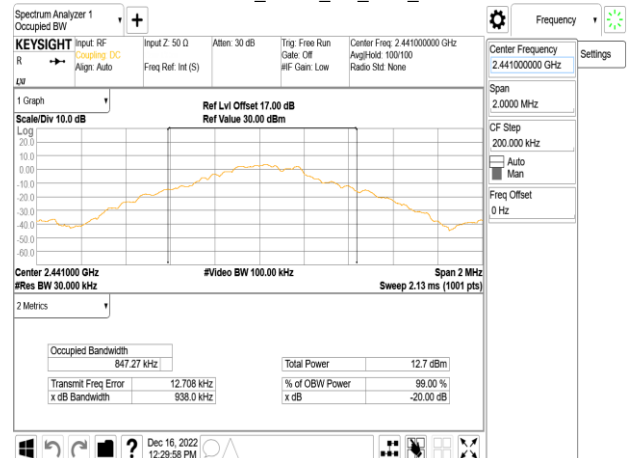 Spectrum Analyzer 1
Occupied BW
Frequency
KEYSIGHT
R
LXI
Input: RF
Coupling: DC
Align: Auto
Input Z: 50 Ω
Freq Ref: Int (S)
Atten: 30 dB
Trig: Free Run
Gate: Off
#IF Gain: Low
Center Freq: 2.441000000 GHz
Avg|Hold: 100/100
Radio Std: None
Center Frequency
2.441000000 GHz
Settings
Span
2.0000 MHz
CF Step
200.000 kHz
Auto
Man
Freq Offset
0 Hz
1 Graph
Scale/Div 10.0 dB
Ref Lvl Offset 17.00 dB
Ref Value 30.00 dBm
Log
20.0
10.0
0.00
-10.0
-20.0
-30.0
-40.0
-50.0
-60.0
Center 2.441000 GHz
#Video BW 100.00 kHz
Span 2 MHz
#Res BW 30.000 kHz
Sweep 2.13 ms (1001 pts)
2 Metrics
Occupied Bandwidth
847.27 kHz
Total Power 12.7 dBm
Transmit Freq Error 12.708 kHz
% of OBW Power 99.00 %
x dB Bandwidth 938.0 kHz
x dB -20.00 dB
?
Dec 16, 2022
12:29:58 PM